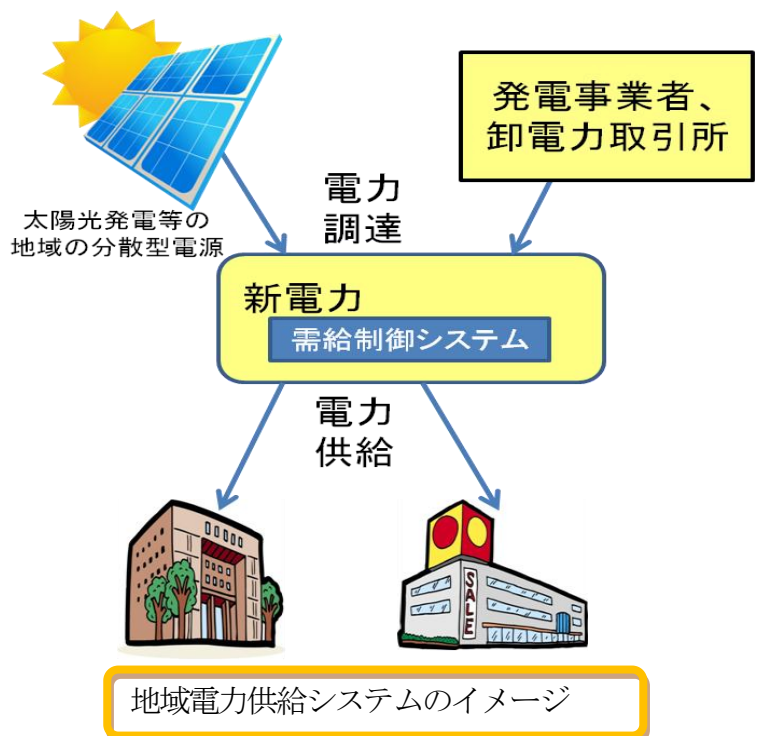 発電事業者、
卸電力取引所
電力
調達
太陽光発電等の
地域の分散型電源
新電力
需給制御システム
電力
供給
SALE
地域電力供給システムのイメージ